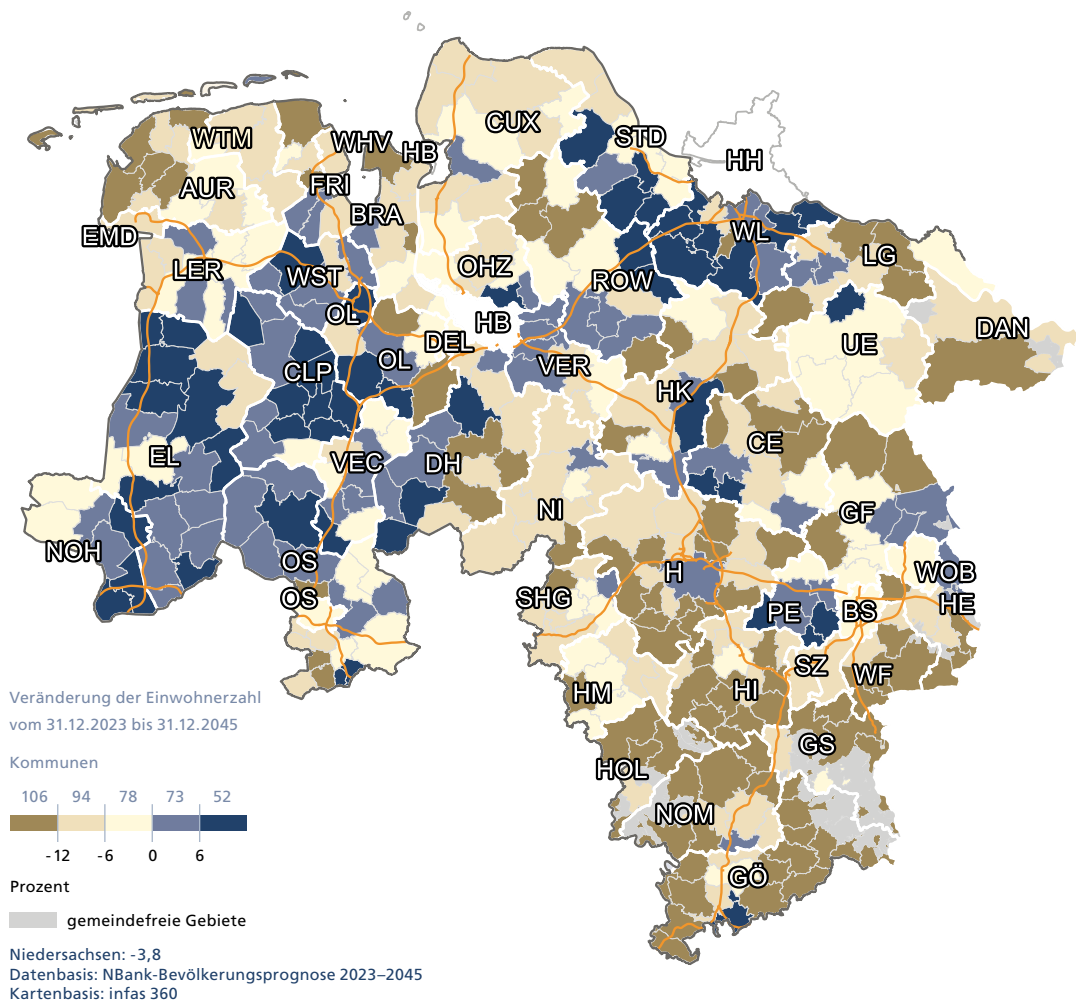 CUX
STD
WTM
WHV
HB
HH
AUR
FRI
BRA
WL
EMD
LER
OHZ
ROW
LG
WST
OL
HB
DAN
DEL
UE
OL
VER
CLP
HK
CE
EL
VEC
DH
NI
GF
NOH
OS
H
WOB
OS
SHG
PE
BS
HE
SZ
WF
HM
HI
GS
HOL
NOM
GÖ
Veränderung der Einwohnerzahl
vom 31.12.2023 bis 31.12.2045
Kommunen
106 94 78 73 52
-12 -6 0 6
Prozent
gemeindefreie Gebiete
Niedersachsen: -3,8
Datenbasis: NBank-Bevölkerungsprognose 2023–2045
Kartenbasis: infas 360